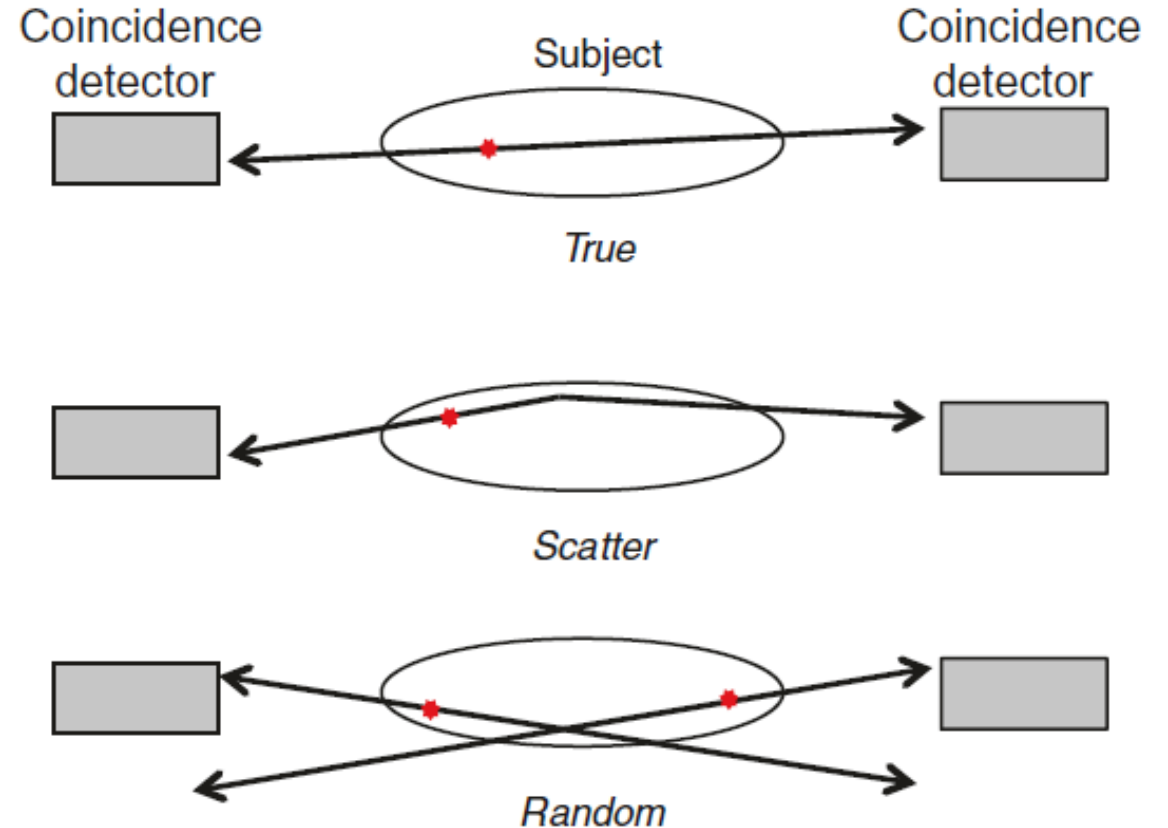 Coincidence
detector
Subject
Coincidence
detector
True
Scatter
Random